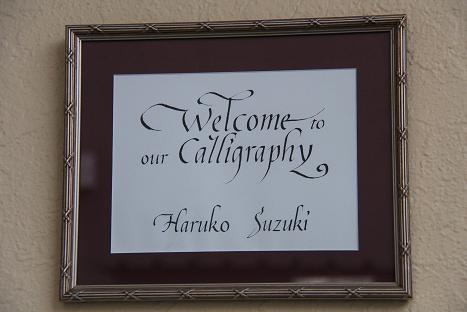 Welcome to
our Calligraphy
Haruko Suzuki